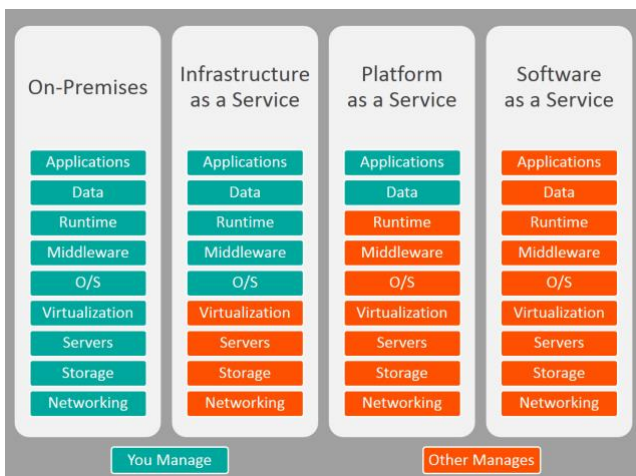 On-Premises
Applications
Data
Runtime
Middleware
O/S
Virtualization
Servers
Storage
Networking
Infrastructure
as a Service
Applications
Data
Runtime
Middleware
O/S
Virtualization
Servers
Storage
Networking
Platform
as a Service
Applications
Data
Runtime
Middleware
O/S
Virtualization
Servers
Storage
Networking
Software
as a Service
Applications
Data
Runtime
Middleware
O/S
Virtualization
Servers
Storage
Networking
You Manage
Other Manages